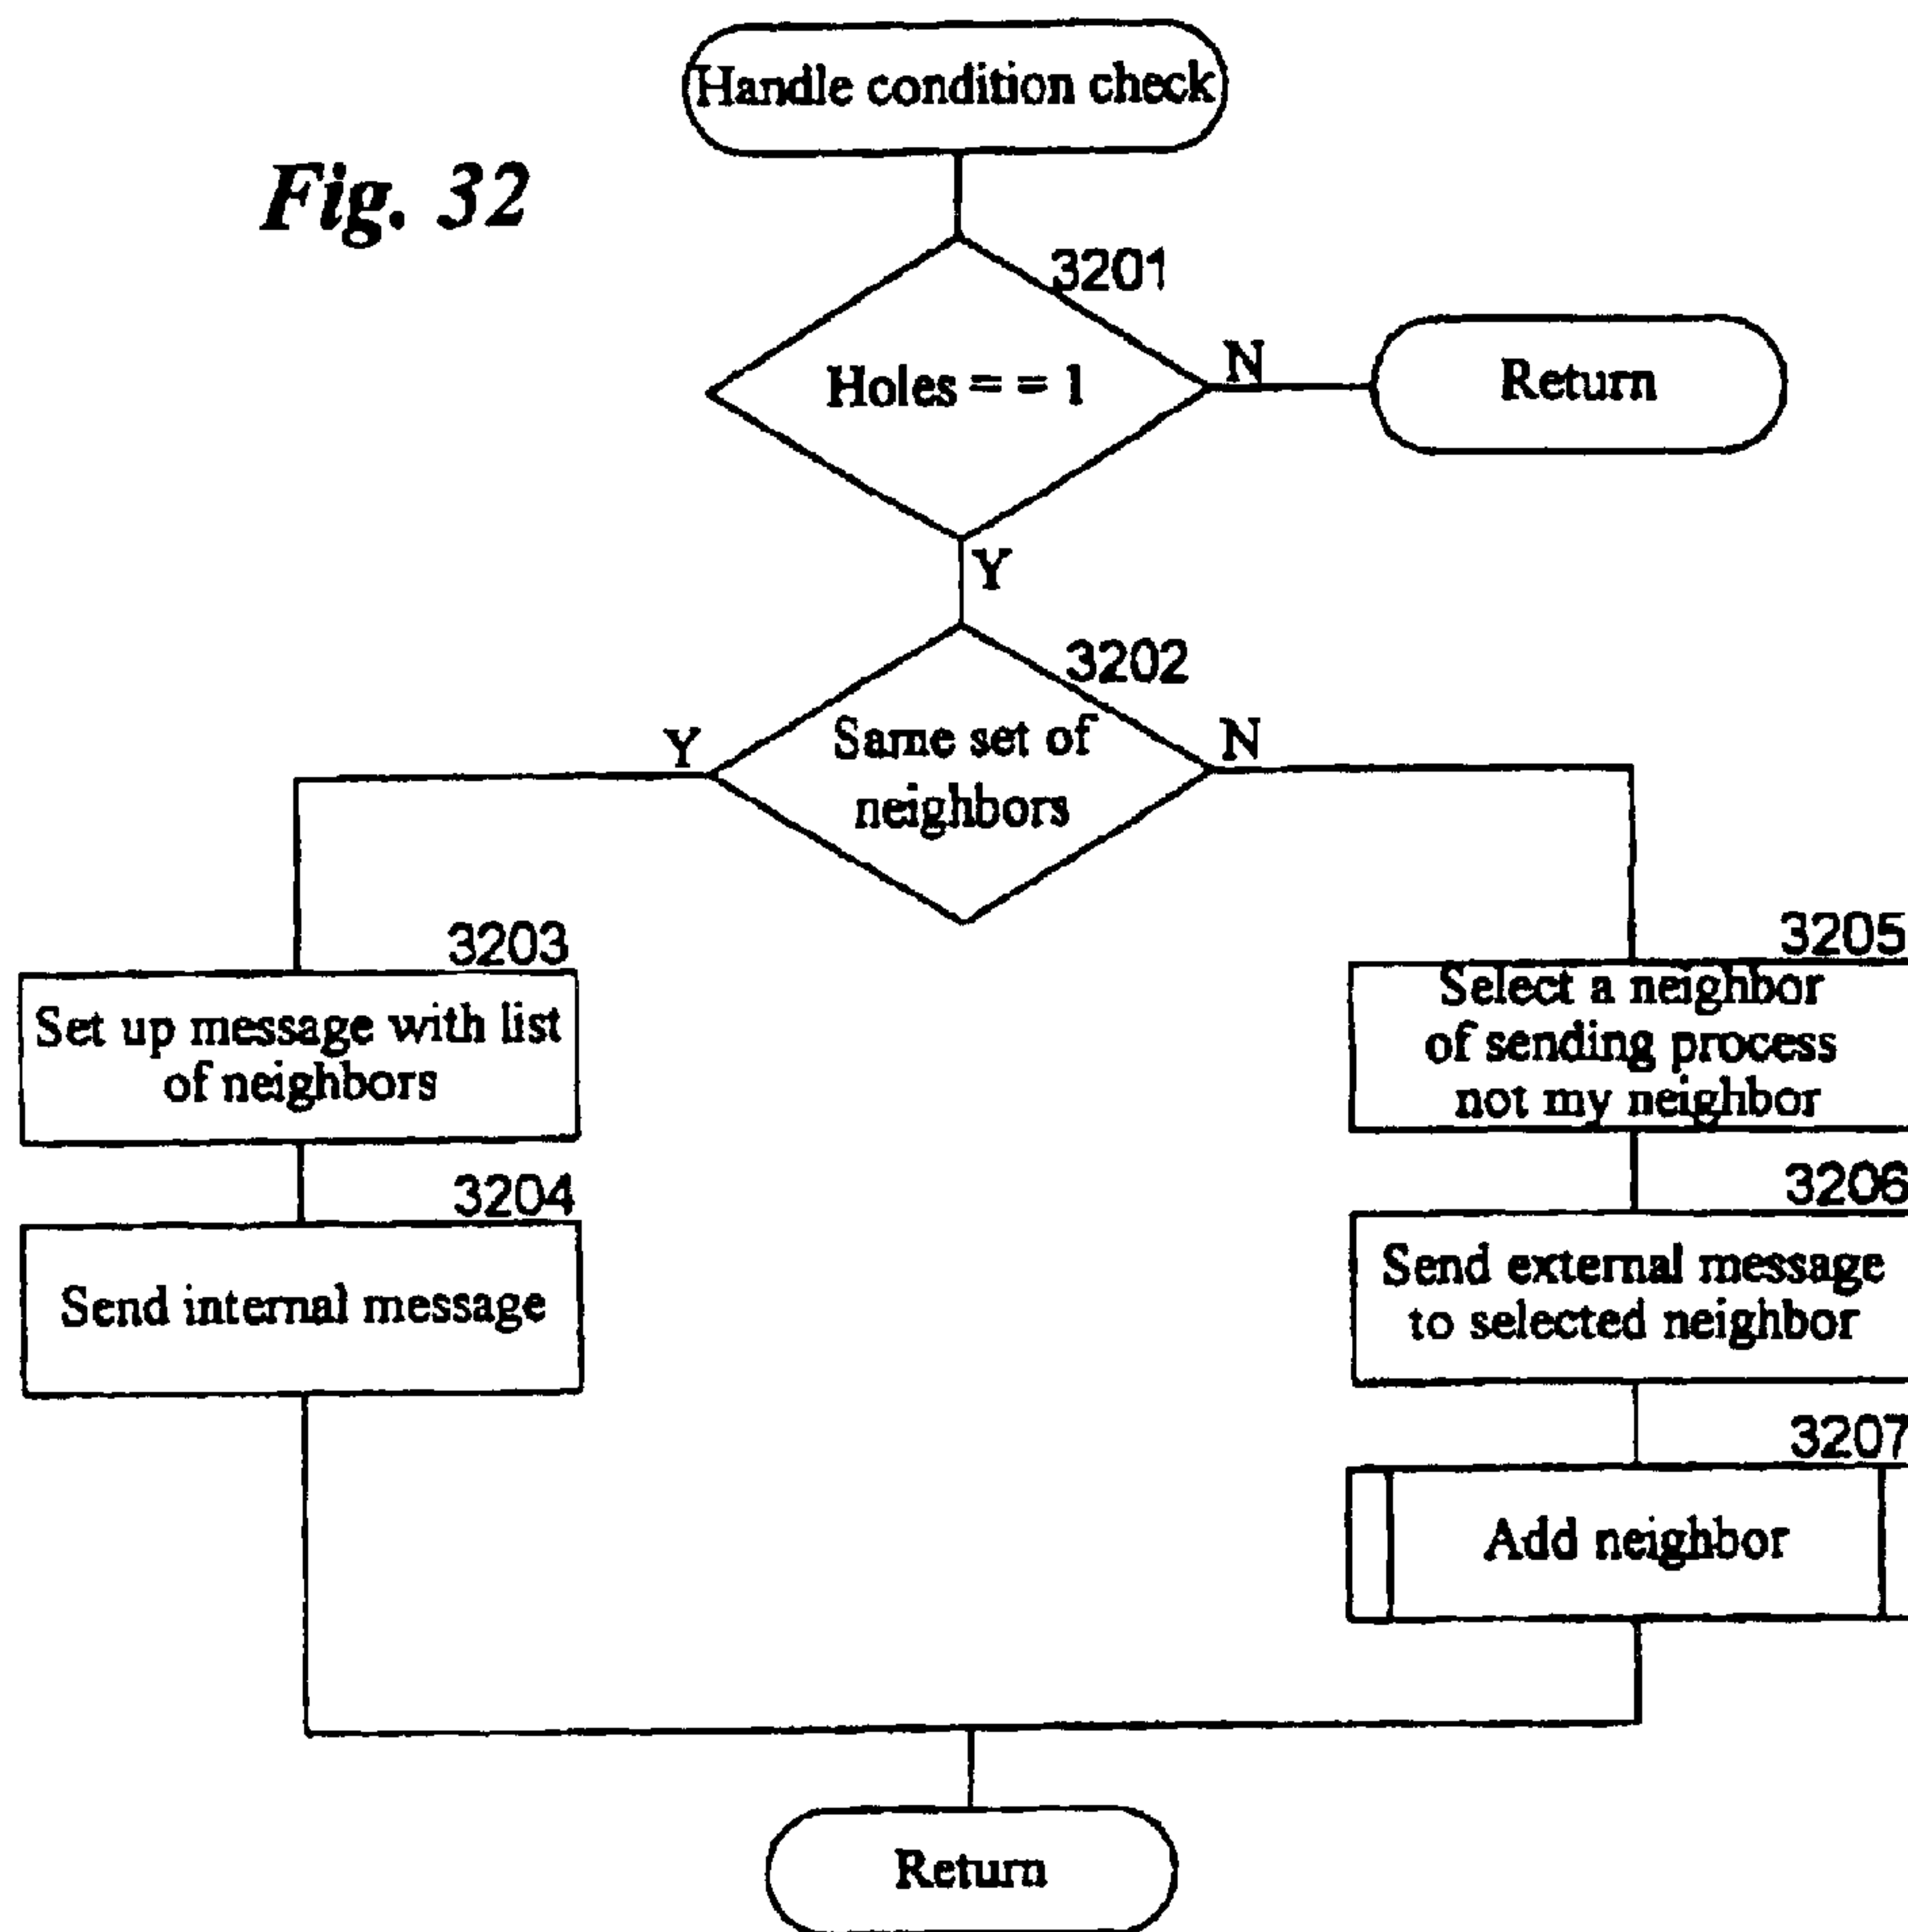 Handle condition check
Fig. 32
3201
Holes = = 1
N
Return
Y
3202
Same set of
neighbors
Y
N
3203
Set up message with list
of neighbors
3204
Send internal message
3205
Select a neighbor
of sending process
not my neighbor
3206
Send external message
to selected neighbor
3207
Add neighbor
Return